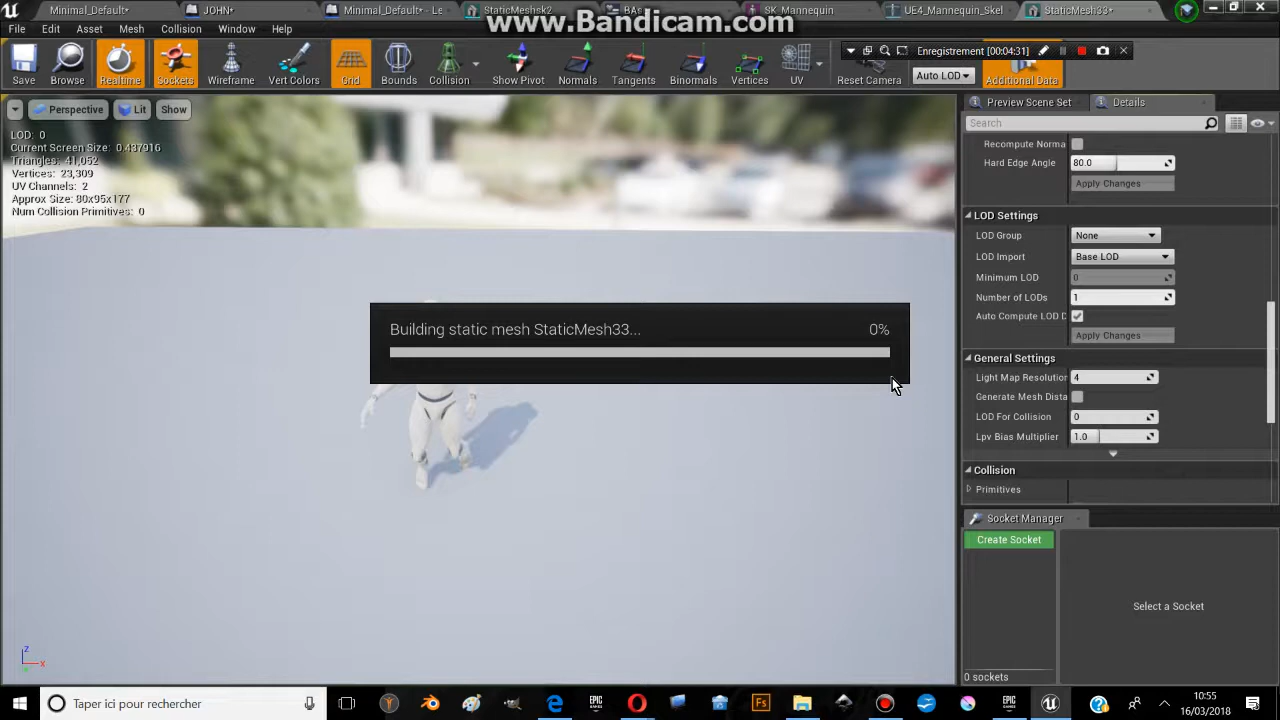 Minimal_Default*
JOHN*
Minimal_Default* - Le
StaticMeshsk2
SK_Mannequin
UE4_Mannequin_Skel
StaticMesh33*
www.Bandicam.com
File Edit Asset Mesh Collision Window Help
Enregistrement [00:04:31]
Save Browse Realtime Sockets Wireframe Vert Colors Grid Bounds Collision Show Pivot Normals Tangents Binormals Vertices UV Reset Camera Auto LOD Additional Data
Perspective Lit Show
LOD: 0
Current Screen Size: 0.437916
Triangles: 41,052
Vertices: 23,309
UV Channels: 2
Approx Size: 80x95x177
Num Collision Primitives: 0
Building static mesh StaticMesh33... 0%
Preview Scene Set Details
Search
Recompute Norma
Hard Edge Angle 80.0
Apply Changes
LOD Settings
LOD Group None
LOD Import Base LOD
Minimum LOD 0
Number of LODs 1
Auto Compute LOD D
Apply Changes
General Settings
Light Map Resolution 4
Generate Mesh Dista
LOD For Collision 0
Lpv Bias Multiplier 1.0
Collision
Primitives
Socket Manager
Create Socket
Select a Socket
0 sockets
z
x
Taper ici pour rechercher
10:55
16/03/2018